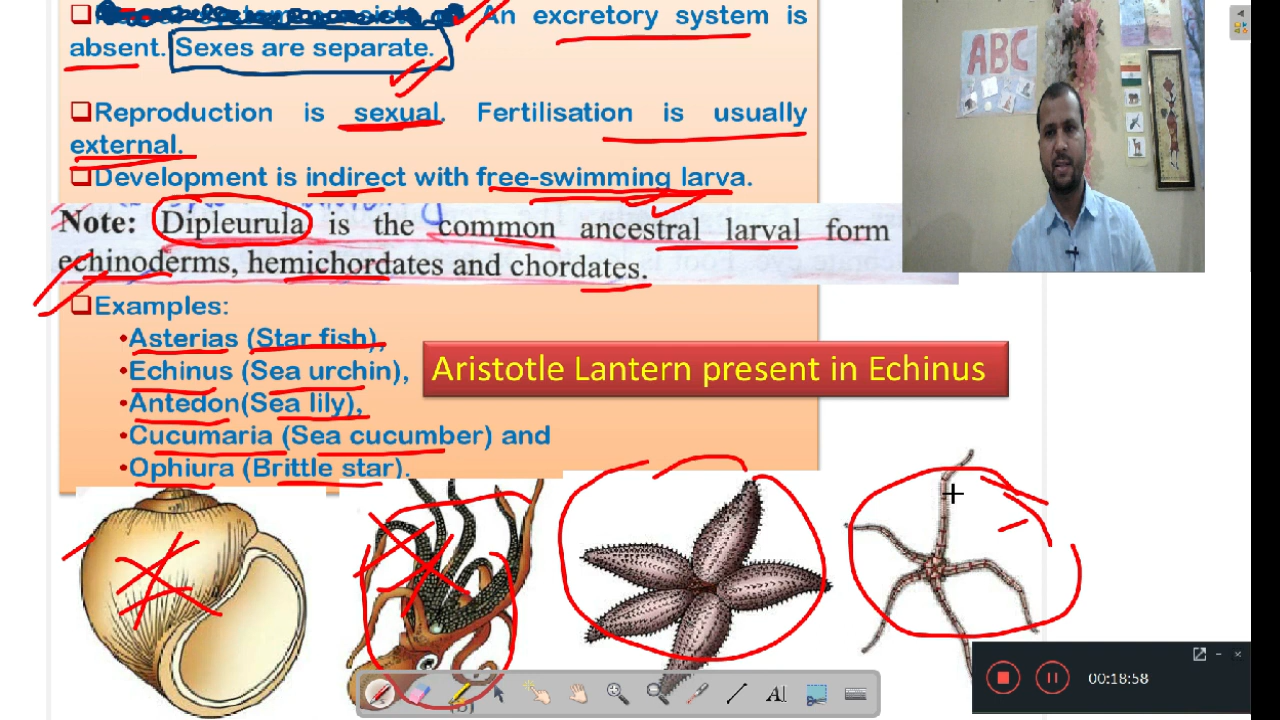 An excretory system is
absent. Sexes are separate.
❑Reproduction is sexual. Fertilisation is usually
external.
❑Development is indirect with free-swimming larva.
Note: Dipleurula is the common ancestral larval form
echinoderms, hemichordates and chordates.
❑Examples:
•Asterias (Star fish),
•Echinus (Sea urchin),
•Antedon(Sea lily),
•Cucumaria (Sea cucumber) and
•Ophiura (Brittle star).
Aristotle Lantern present in Echinus
ABC
(b)
AI
00:18:58